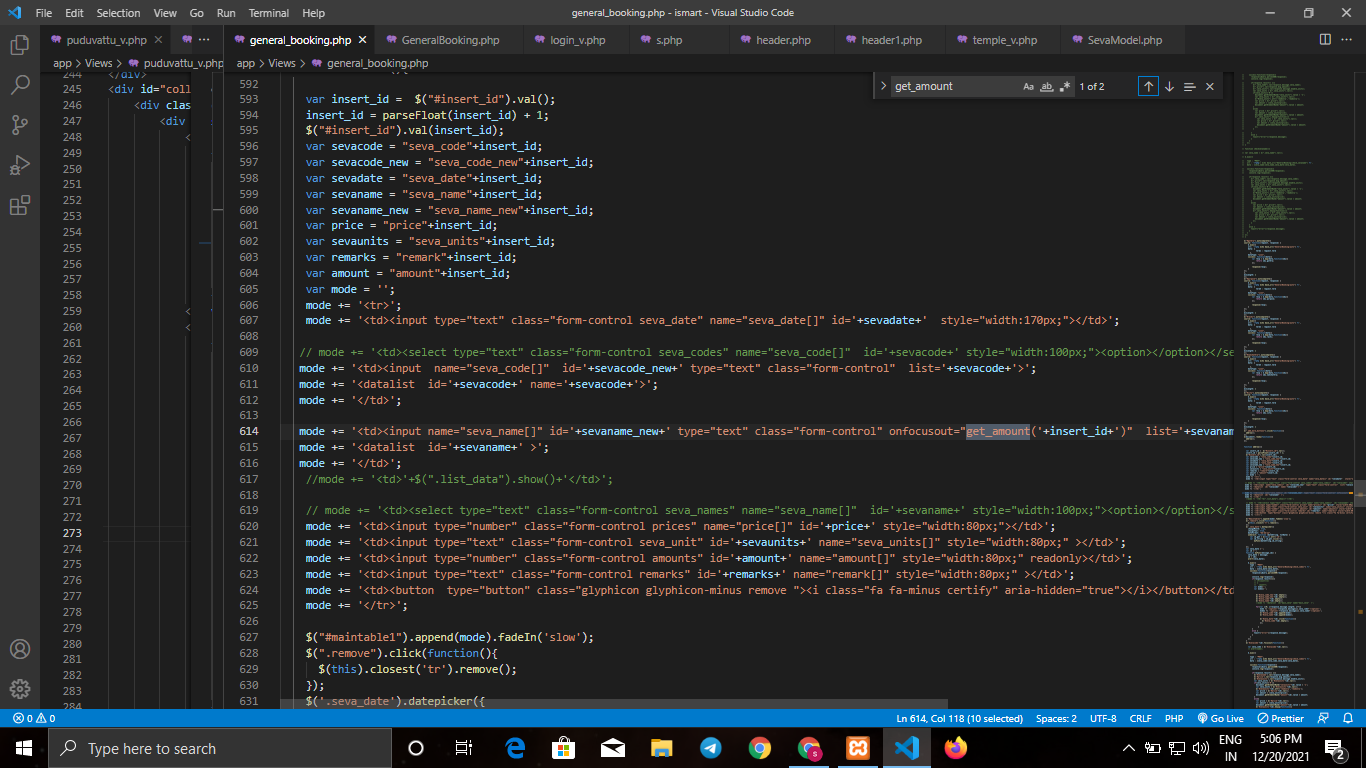 File Edit Selection View Go Run Terminal Help general_booking.php - ismart - Visual Studio Code
puduvattu_v.php general_booking.php GeneralBooking.php login_v.php s.php header.php header1.php temple_v.php SevaModel.php
app > Views > puduvattu_v.php app > Views > general_booking.php
get_amount Aa ab 1 of 2
244 </div>
245 <div id="coll
246 <div clas
247 <div
248 <
249
250
251
252
253
254
255
256
257
258
259 <
260 <
261
262
263
264
265
266
267
268
269
270
271
272
273
274
275
276
277
278
279
280
281
282
283
284
592
593 var insert_id =  $("#insert_id").val();
594 insert_id = parseFloat(insert_id) + 1;
595 $("#insert_id").val(insert_id);
596 var sevacode = "seva_code"+insert_id;
597 var sevacode_new = "seva_code_new"+insert_id;
598 var sevadate = "seva_date"+insert_id;
599 var sevaname = "seva_name"+insert_id;
600 var sevaname_new = "seva_name_new"+insert_id;
601 var price = "price"+insert_id;
602 var sevaunits = "seva_units"+insert_id;
603 var remarks = "remark"+insert_id;
604 var amount = "amount"+insert_id;
605 var mode = '';
606 mode += '<tr>';
607 mode += '<td><input type="text" class="form-control seva_date" name="seva_date[]" id='+sevadate+'  style="width:170px;"></td>';
608
609 // mode += '<td><select type="text" class="form-control seva_codes" name="seva_code[]"  id='+sevacode+' style="width:100px;"><option></option></se
610 mode += '<td><input  name="seva_code[]"  id='+sevacode_new+' type="text" class="form-control"  list='+sevacode+'>';
611 mode += '<datalist  id='+sevacode+' name='+sevacode+'>';
612 mode += '</td>';
613
614 mode += '<td><input name="seva_name[]" id='+sevaname_new+' type="text" class="form-control" onfocusout="get_amount('+insert_id+')"  list='+sevanam
615 mode += '<datalist  id='+sevaname+' >';
616 mode += '</td>';
617 //mode += '<td>'+$(".list_data").show()+'</td>';
618
619 // mode += '<td><select type="text" class="form-control seva_names" name="seva_name[]"  id='+sevaname+' style="width:100px;"><option></option></s
620 mode += '<td><input type="number" class="form-control prices" name="price[]" id='+price+' style="width:80px;"></td>';
621 mode += '<td><input type="text" class="form-control seva_unit" id='+sevaunits+' name="seva_units[]" style="width:80px;" ></td>';
622 mode += '<td><input type="number" class="form-control amounts" id='+amount+' name="amount[]" style="width:80px;" readonly></td>';
623 mode += '<td><input type="text" class="form-control remarks" id='+remarks+' name="remark[]" style="width:80px;" ></td>';
624 mode += '<td><button  type="button" class="glyphicon glyphicon-minus remove "><i class="fa fa-minus certify" aria-hidden="true"></i></button></td
625 mode += '</tr>';
626
627 $("#maintable1").append(mode).fadeIn('slow');
628 $(".remove").click(function(){
629 $(this).closest('tr').remove();
630 });
631 $('.seva_date').datepicker({
0 0 Ln 614, Col 118 (10 selected) Spaces: 2 UTF-8 CRLF PHP Go Live Prettier
Type here to search
ENG 5:06 PM
IN 12/20/2021 2